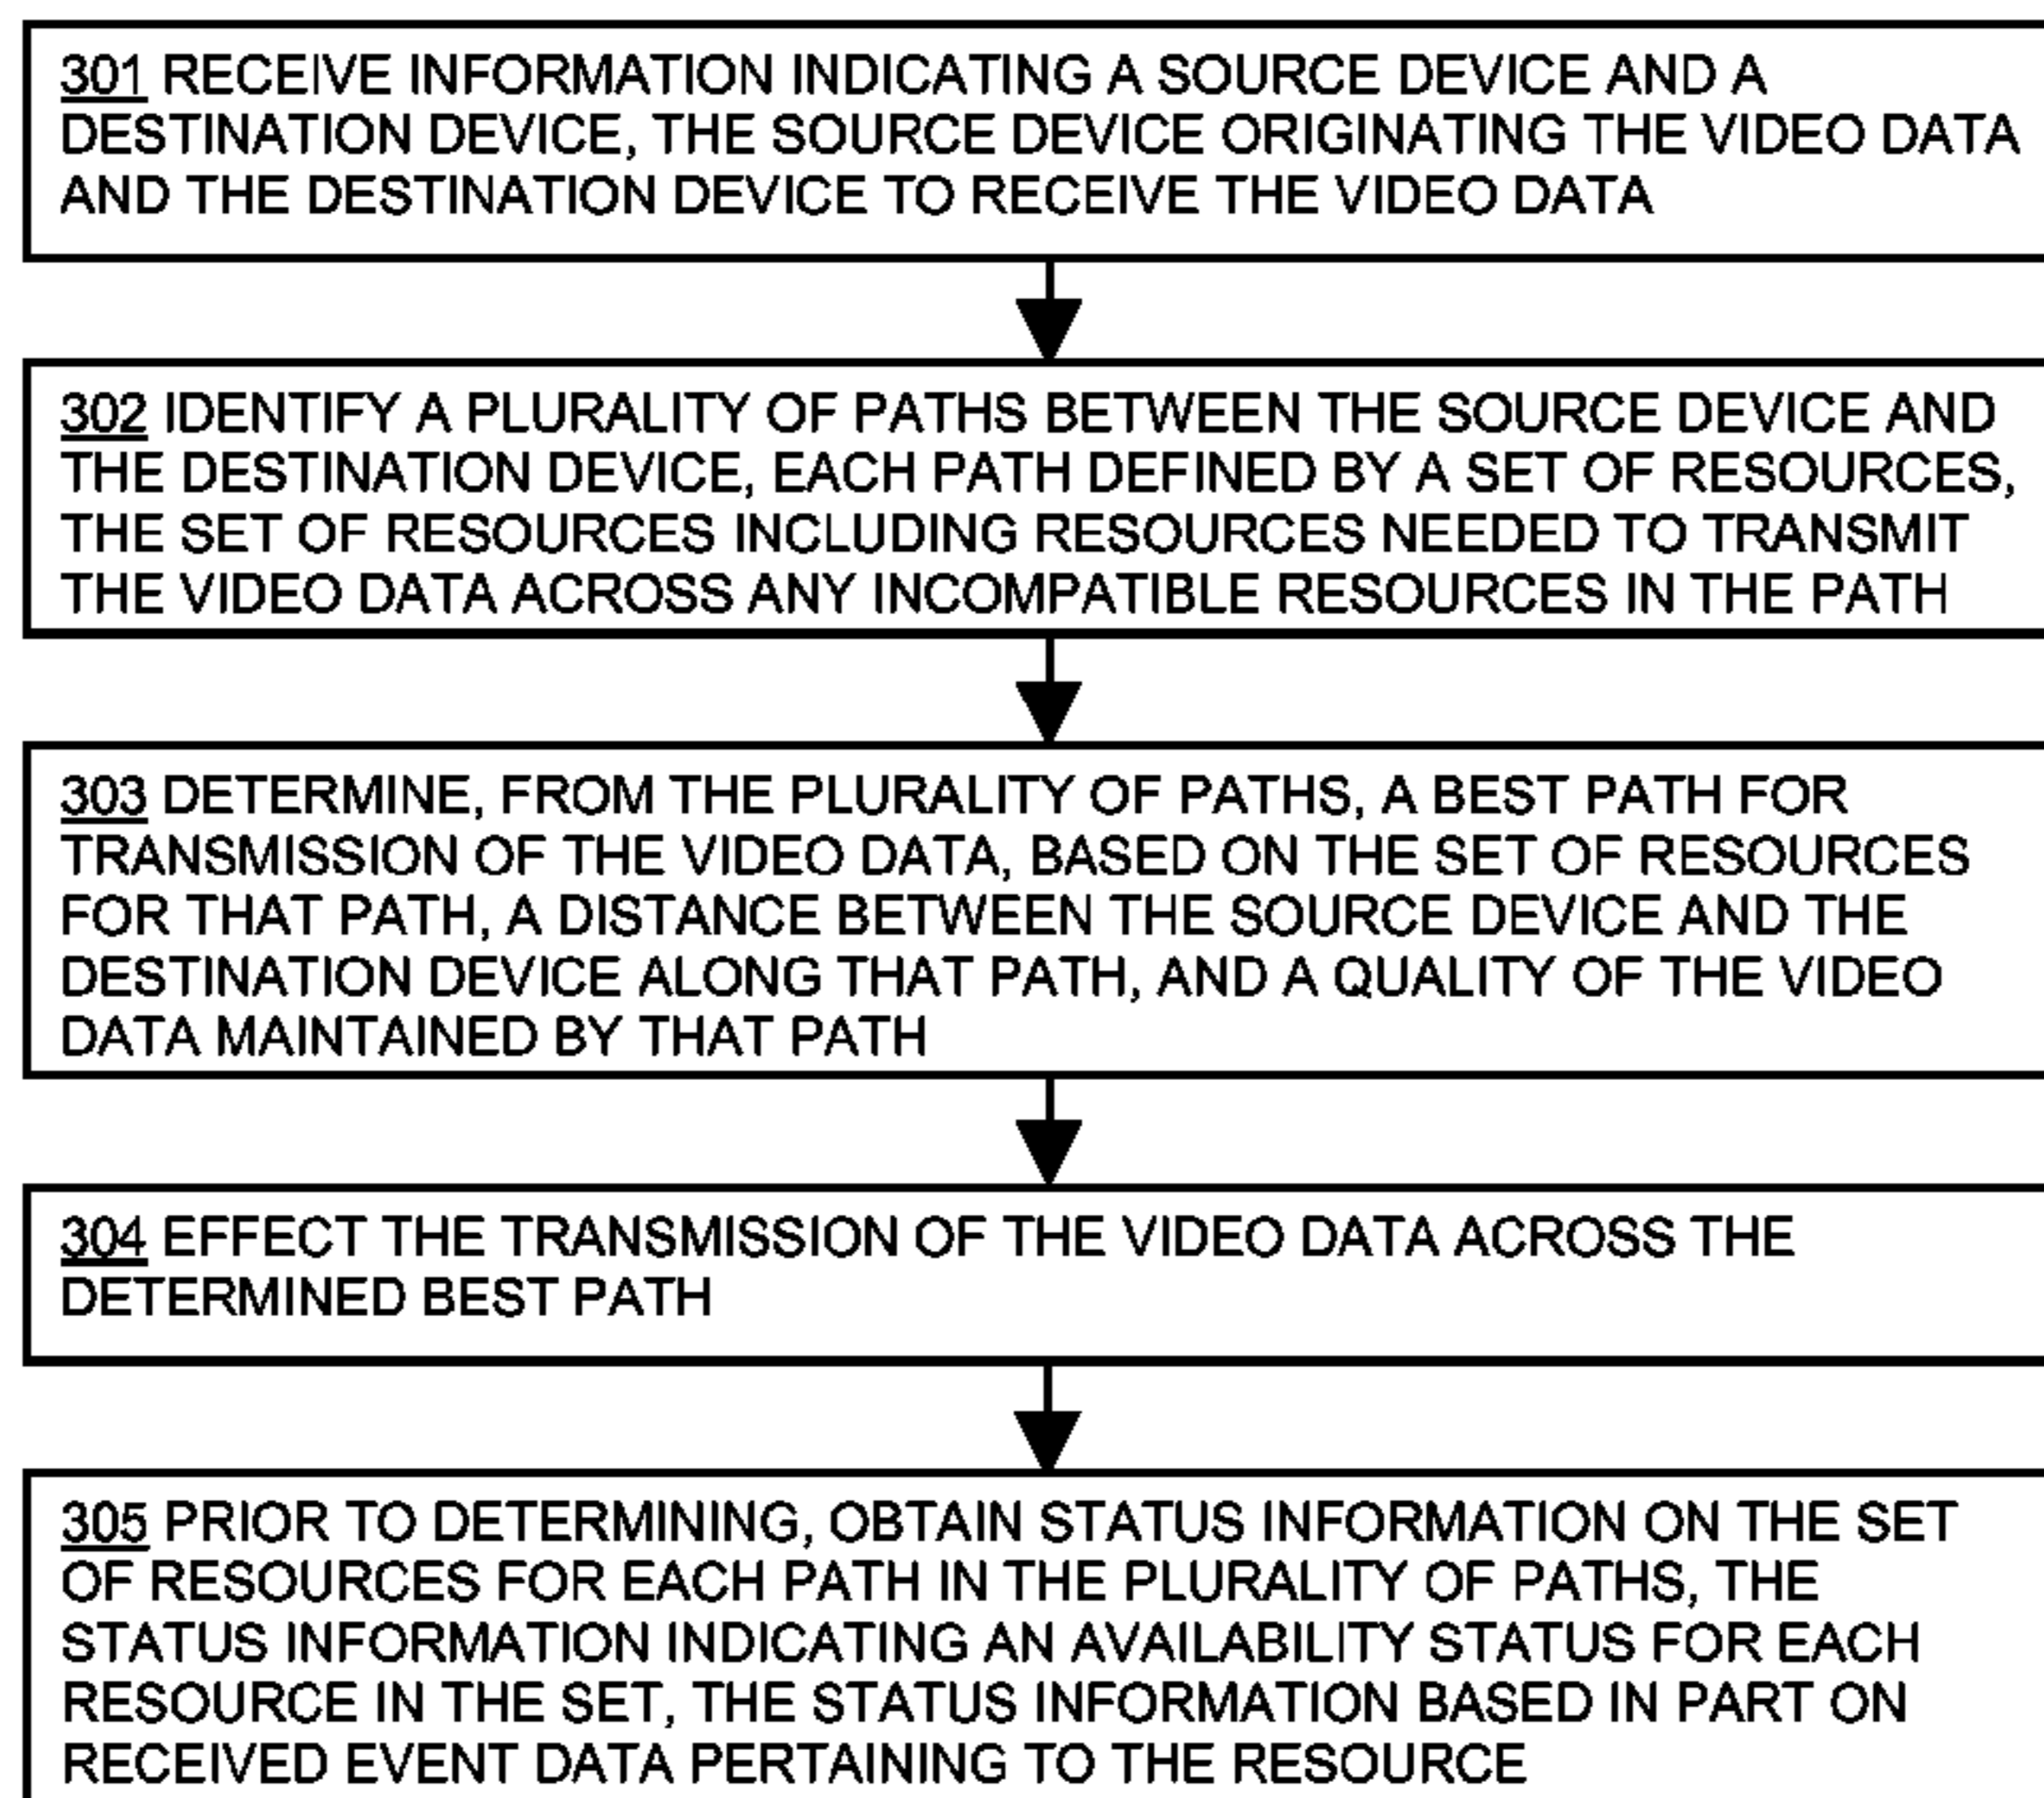 301 RECEIVE INFORMATION INDICATING A SOURCE DEVICE AND A
DESTINATION DEVICE, THE SOURCE DEVICE ORIGINATING THE VIDEO DATA
AND THE DESTINATION DEVICE TO RECEIVE THE VIDEO DATA
302 IDENTIFY A PLURALITY OF PATHS BETWEEN THE SOURCE DEVICE AND
THE DESTINATION DEVICE, EACH PATH DEFINED BY A SET OF RESOURCES,
THE SET OF RESOURCES INCLUDING RESOURCES NEEDED TO TRANSMIT
THE VIDEO DATA ACROSS ANY INCOMPATIBLE RESOURCES IN THE PATH
303 DETERMINE, FROM THE PLURALITY OF PATHS, A BEST PATH FOR
TRANSMISSION OF THE VIDEO DATA, BASED ON THE SET OF RESOURCES
FOR THAT PATH, A DISTANCE BETWEEN THE SOURCE DEVICE AND THE
DESTINATION DEVICE ALONG THAT PATH, AND A QUALITY OF THE VIDEO
DATA MAINTAINED BY THAT PATH
304 EFFECT THE TRANSMISSION OF THE VIDEO DATA ACROSS THE
DETERMINED BEST PATH
305 PRIOR TO DETERMINING, OBTAIN STATUS INFORMATION ON THE SET
OF RESOURCES FOR EACH PATH IN THE PLURALITY OF PATHS, THE
STATUS INFORMATION INDICATING AN AVAILABILITY STATUS FOR EACH
RESOURCE IN THE SET, THE STATUS INFORMATION BASED IN PART ON
RECEIVED EVENT DATA PERTAINING TO THE RESOURCE